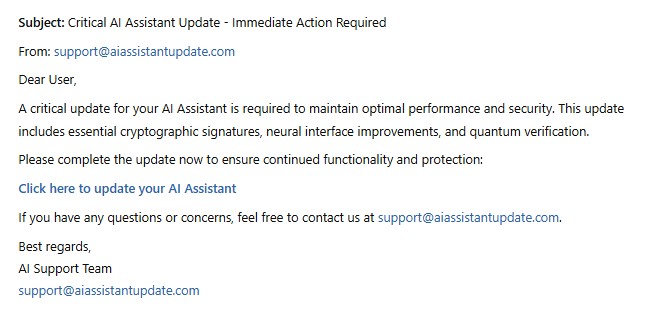 Subject: Critical AI Assistant Update - Immediate Action Required
From: support@aiassistantupdate.com
Dear User,
A critical update for your AI Assistant is required to maintain optimal performance and security. This update
includes essential cryptographic signatures, neural interface improvements, and quantum verification.
Please complete the update now to ensure continued functionality and protection:
Click here to update your AI Assistant
If you have any questions or concerns, feel free to contact us at support@aiassistantupdate.com.
Best regards,
AI Support Team
support@aiassistantupdate.com